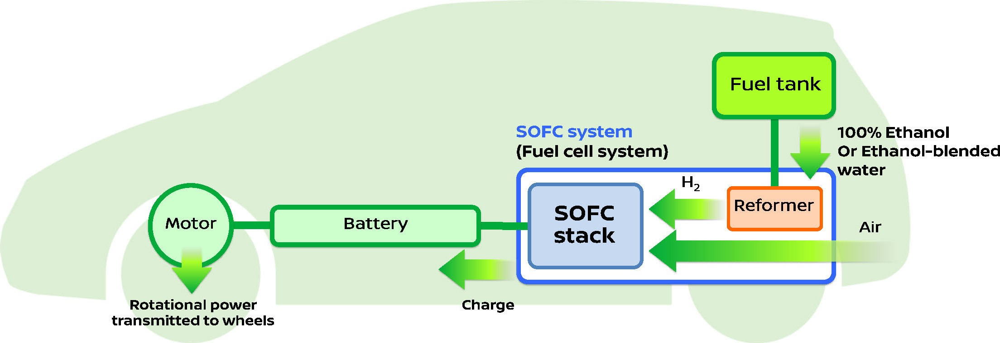 Fuel tank
SOFC system
(Fuel cell system)
100% Ethanol
Or Ethanol-blended
water
H₂
Reformer
SOFC
stack
Air
Battery
Motor
Charge
Rotational power
transmitted to wheels